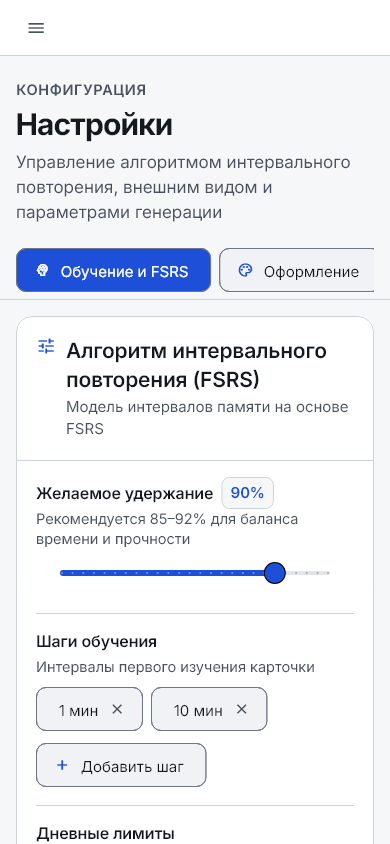 КОНФИГУРАЦИЯ
Настройки
Управление алгоритмом интервального
повторения, внешним видом и
параметрами генерации
Обучение и FSRS
Оформление
Алгоритм интервального
повторения (FSRS)
Модель интервалов памяти на основе
FSRS
Желаемое удержание 90%
Рекомендуется 85–92% для баланса
времени и прочности
Шаги обучения
Интервалы первого изучения карточки
1 мин ×
10 мин ×
+ Добавить шаг
Дневные лимиты